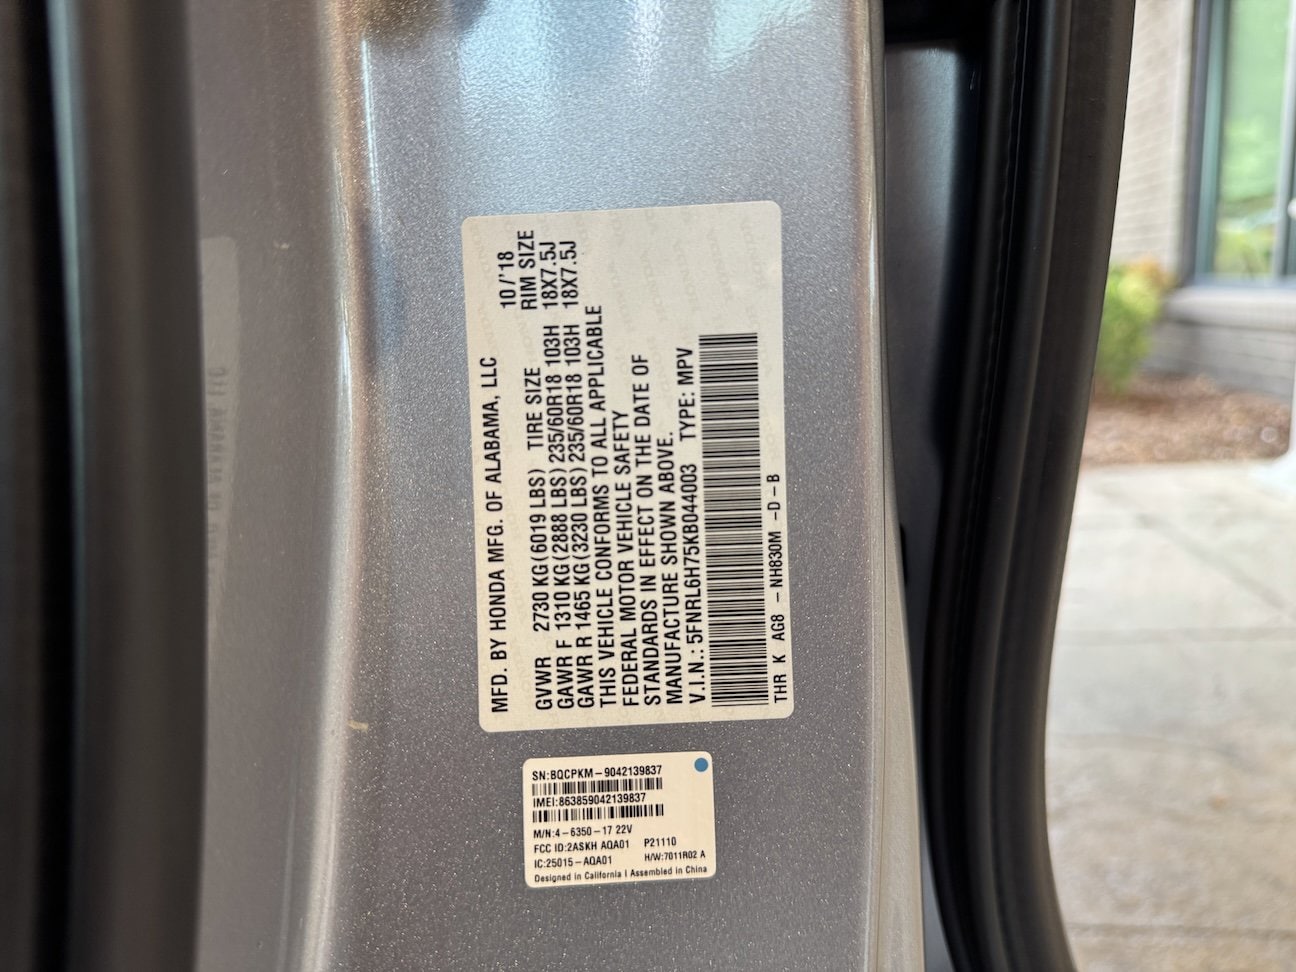 MFD. BY HONDA MFG. OF ALABAMA, LLC 10/'18
GVWR 2730 KG(6019 LBS) TIRE SIZE RIM SIZE
GAWR F 1310 KG(2888 LBS)235/60R18 103H 18X7.5J
GAWR R 1465 KG(3230 LBS)235/60R18 103H 18X7.5J
THIS VEHICLE CONFORMS TO ALL APPLICABLE
FEDERAL MOTOR VEHICLE SAFETY
STANDARDS IN EFFECT ON THE DATE OF
MANUFACTURE SHOWN ABOVE.
V.I.N.: 5FNRL6H75KB044003 TYPE: MPV
THR K AG8 -NH830M -D-B
SN:BQCPKM-9042139837
IMEI:863859042139837
M/N:4-6350-17 22V
FCC ID:2ASKH AQA01 P21110
IC:25015-AQA01 H/W:7011R02 A
Designed in California | Assembled in China